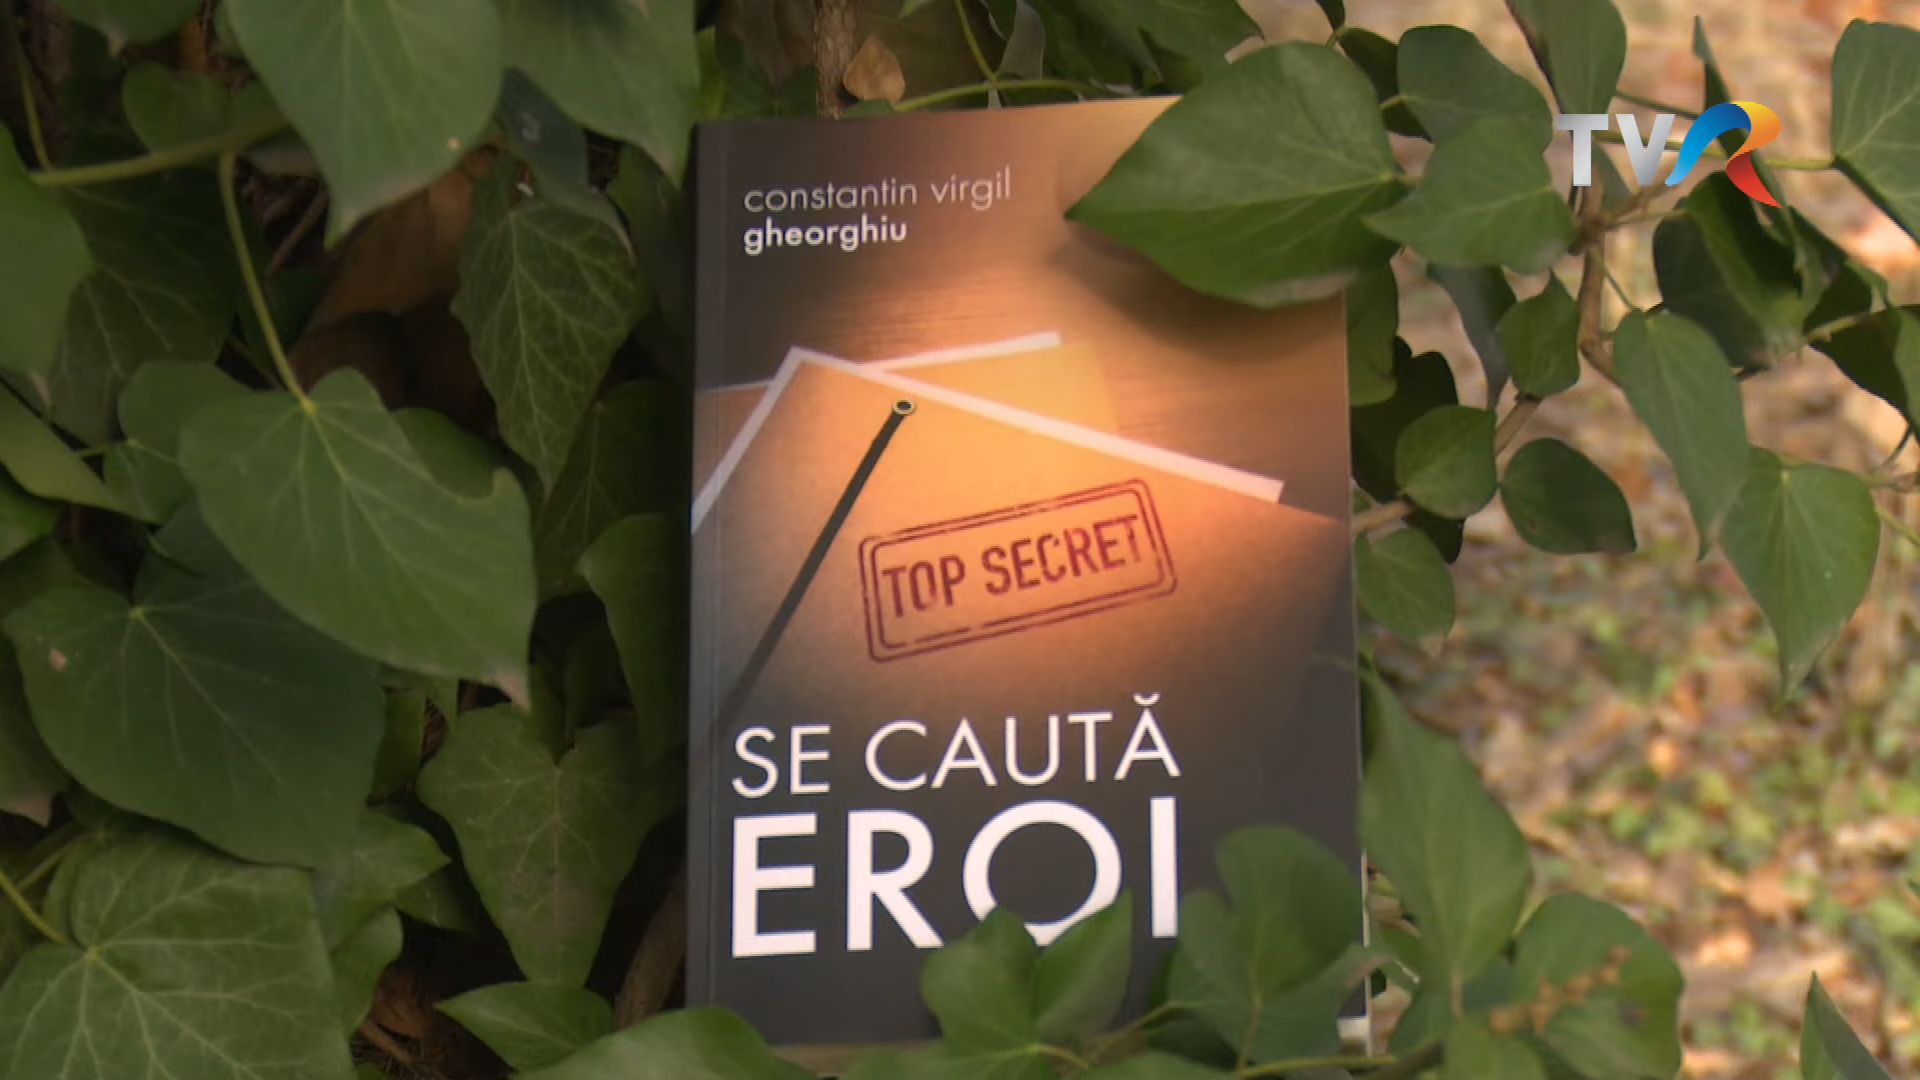 TVR
constantin virgil
gheorghiu
TOP SECRET
SE CAUTĂ
EROI